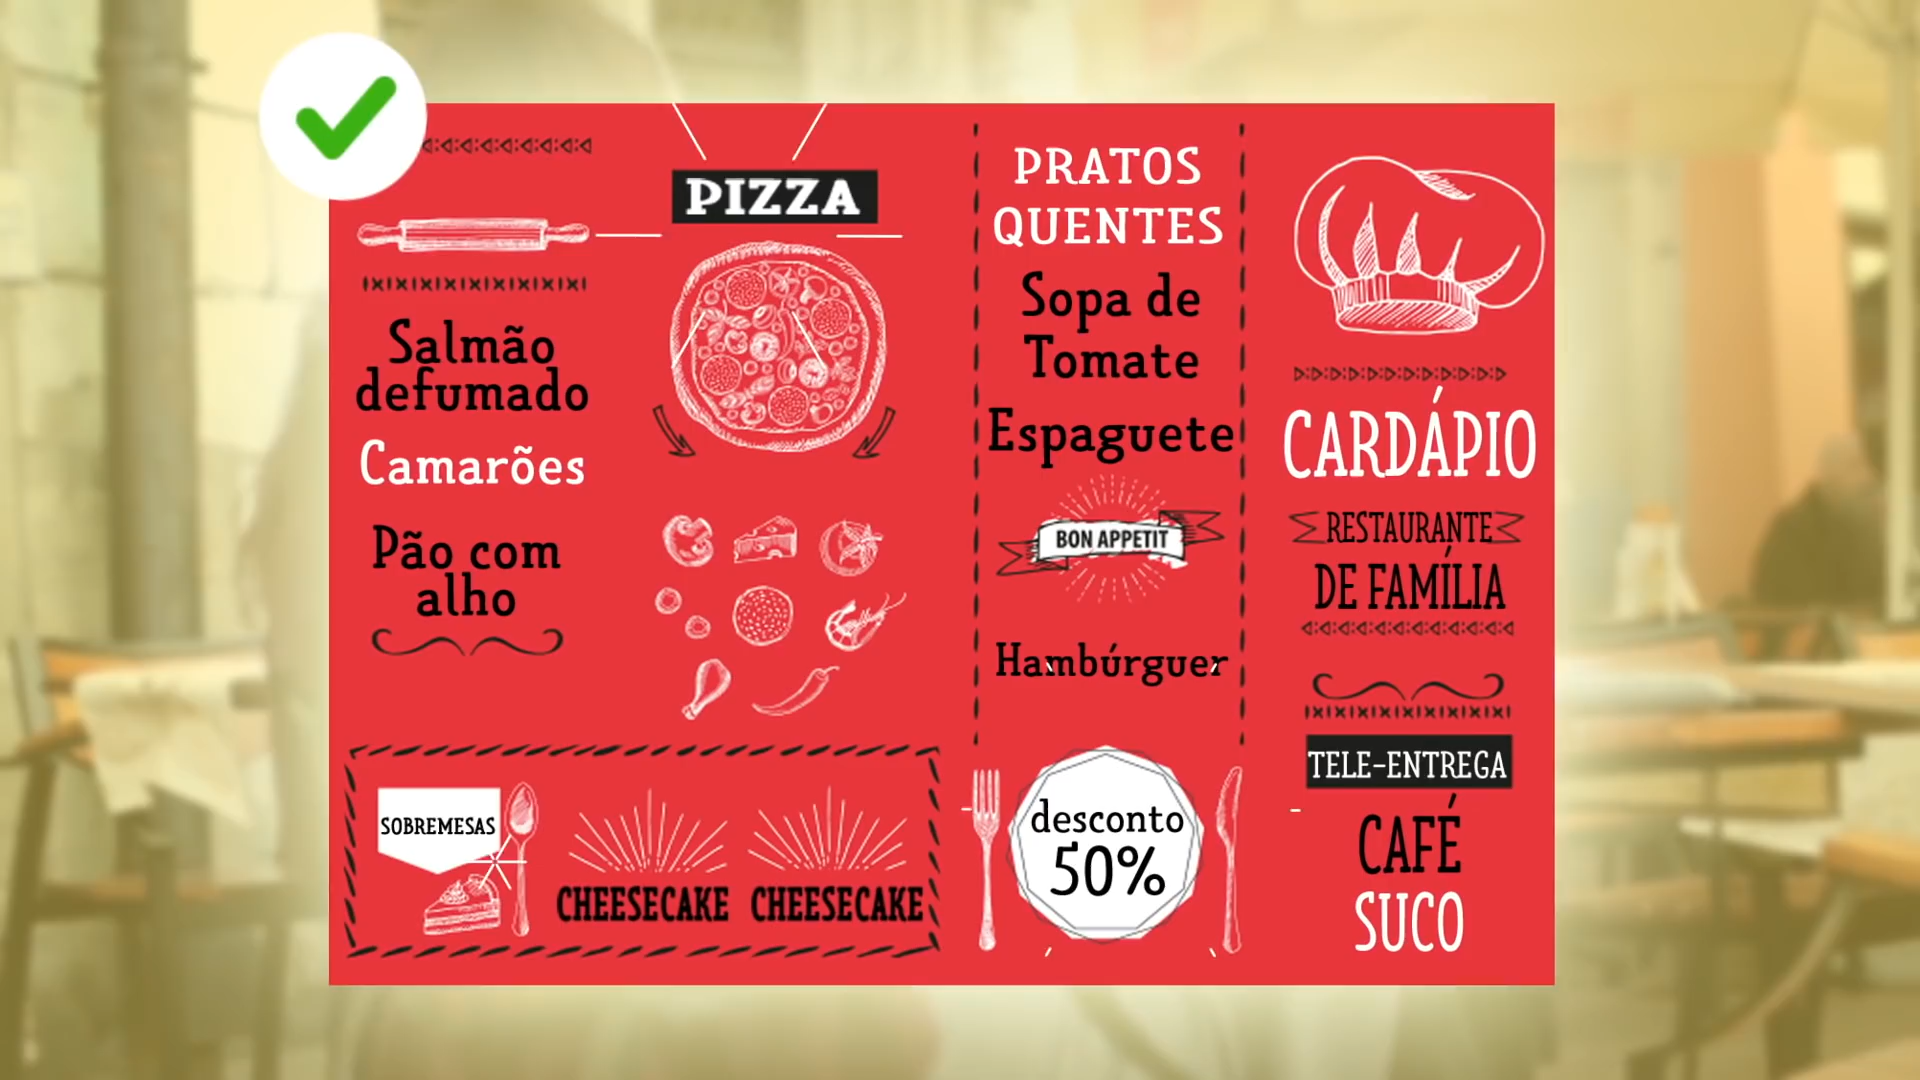 Salmão
defumado
Camarões
Pão com
alho
PIZZA
SOBREMESAS
CHEESECAKE
CHEESECAKE
PRATOS
QUENTES
Sopa de
Tomate
Espaguete
BON APPETIT
Hambúrguer
desconto
50%
CARDÁPIO
RESTAURANTE
DE FAMÍLIA
TELE-ENTREGA
CAFÉ
SUCO